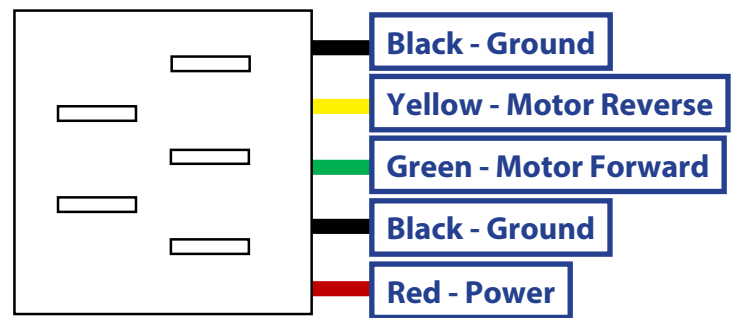 Black - Ground
Yellow - Motor Reverse
Green - Motor Forward
Black - Ground
Red - Power